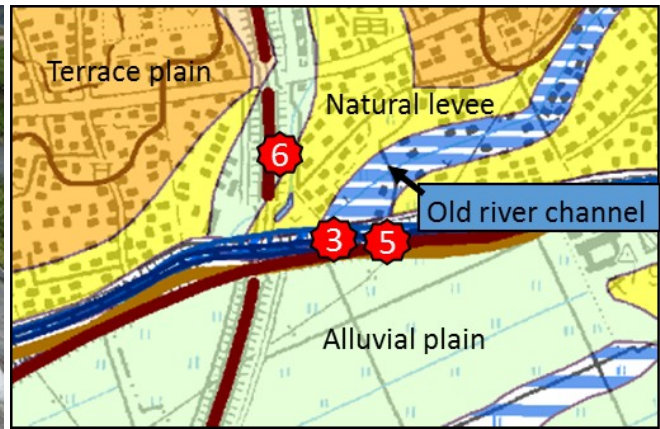 Terrace plain
Natural levee
6
Old river channel
3
5
Alluvial plain